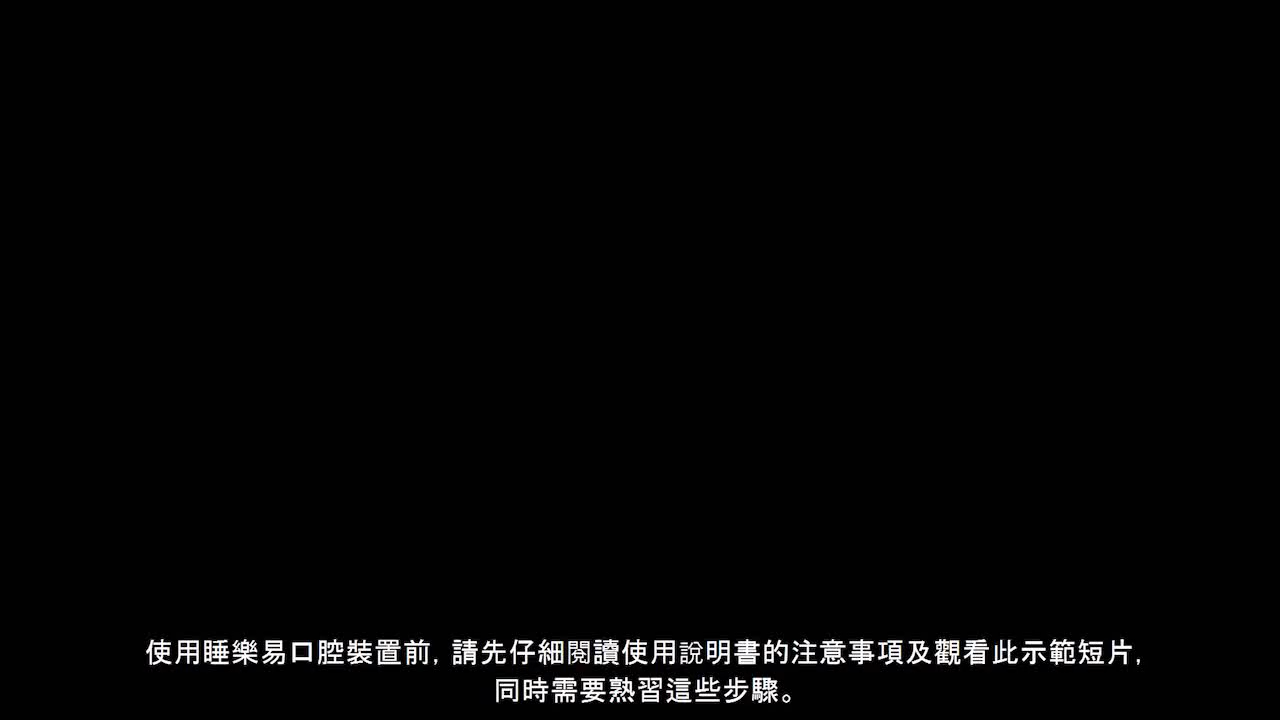 使用睡樂易口腔裝置前, 請先仔細閱讀使用說明書的注意事項及觀看此示範短片,
同時需要熟習這些步驟。